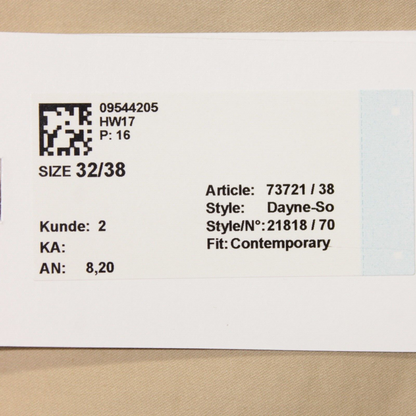 09544205
HW17
P: 16
SIZE 32/38
Article: 73721 / 38
Style: Dayne-So
Kunde: 2
Style/N°: 21818 / 70
KA:
Fit: Contemporary
AN: 8,20